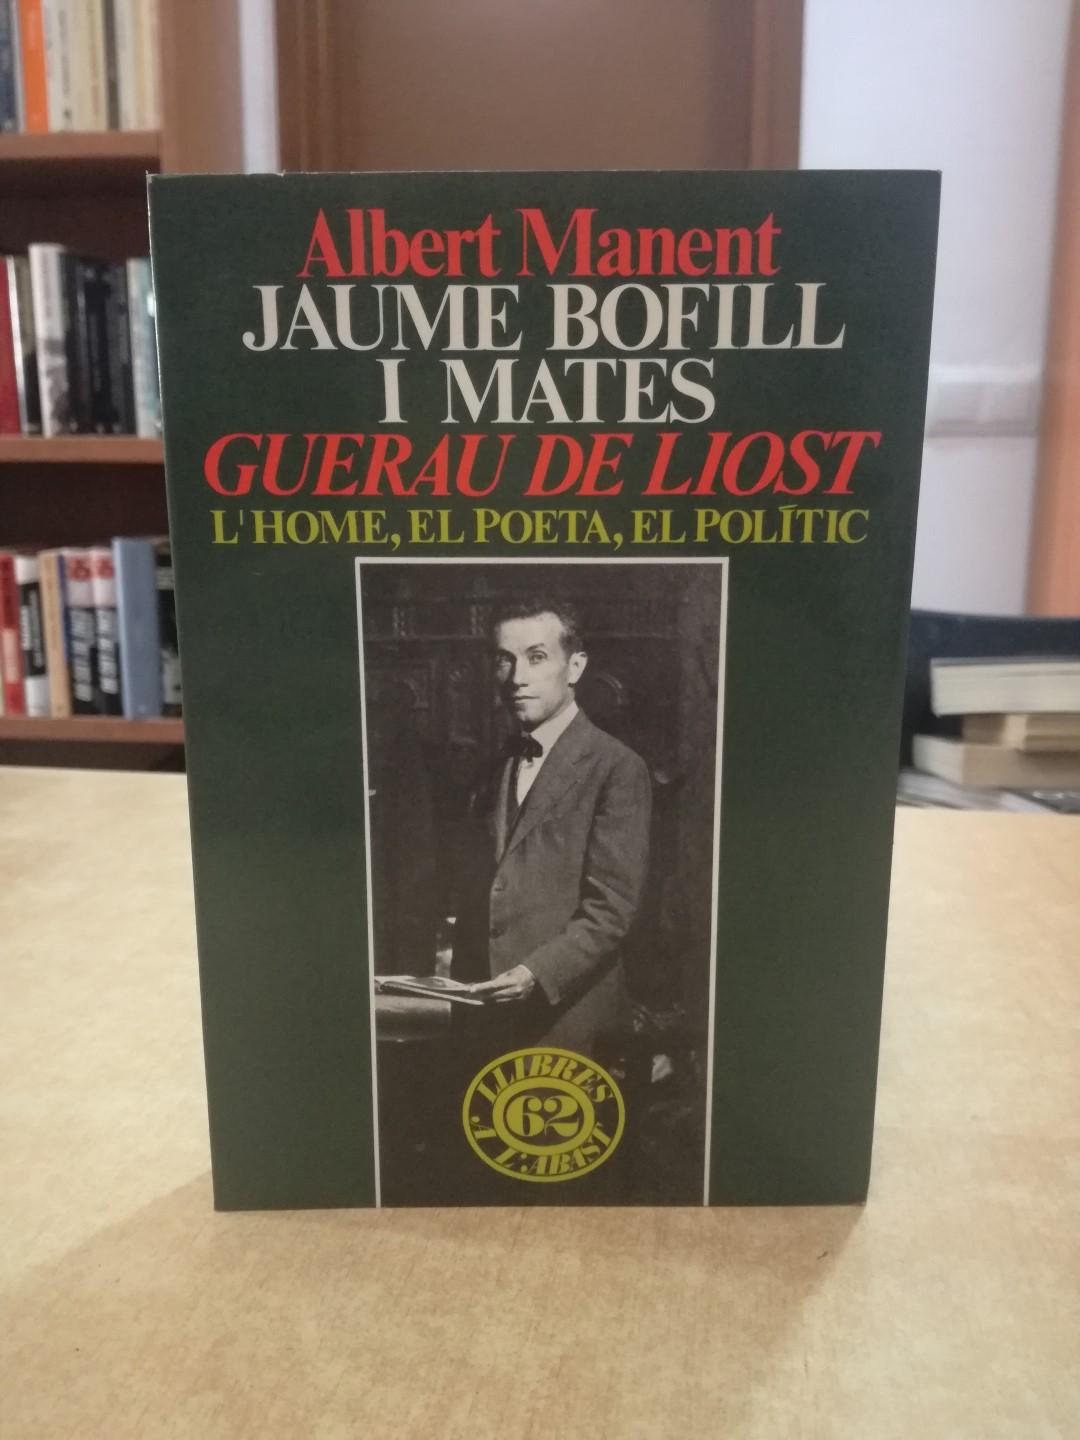 Albert Manent
JAUME BOFILL
I MATES
GUERAU DE LIOST
L'HOME, EL POETA, EL POLÍTIC
LLIBRES
62
A L'ABAST